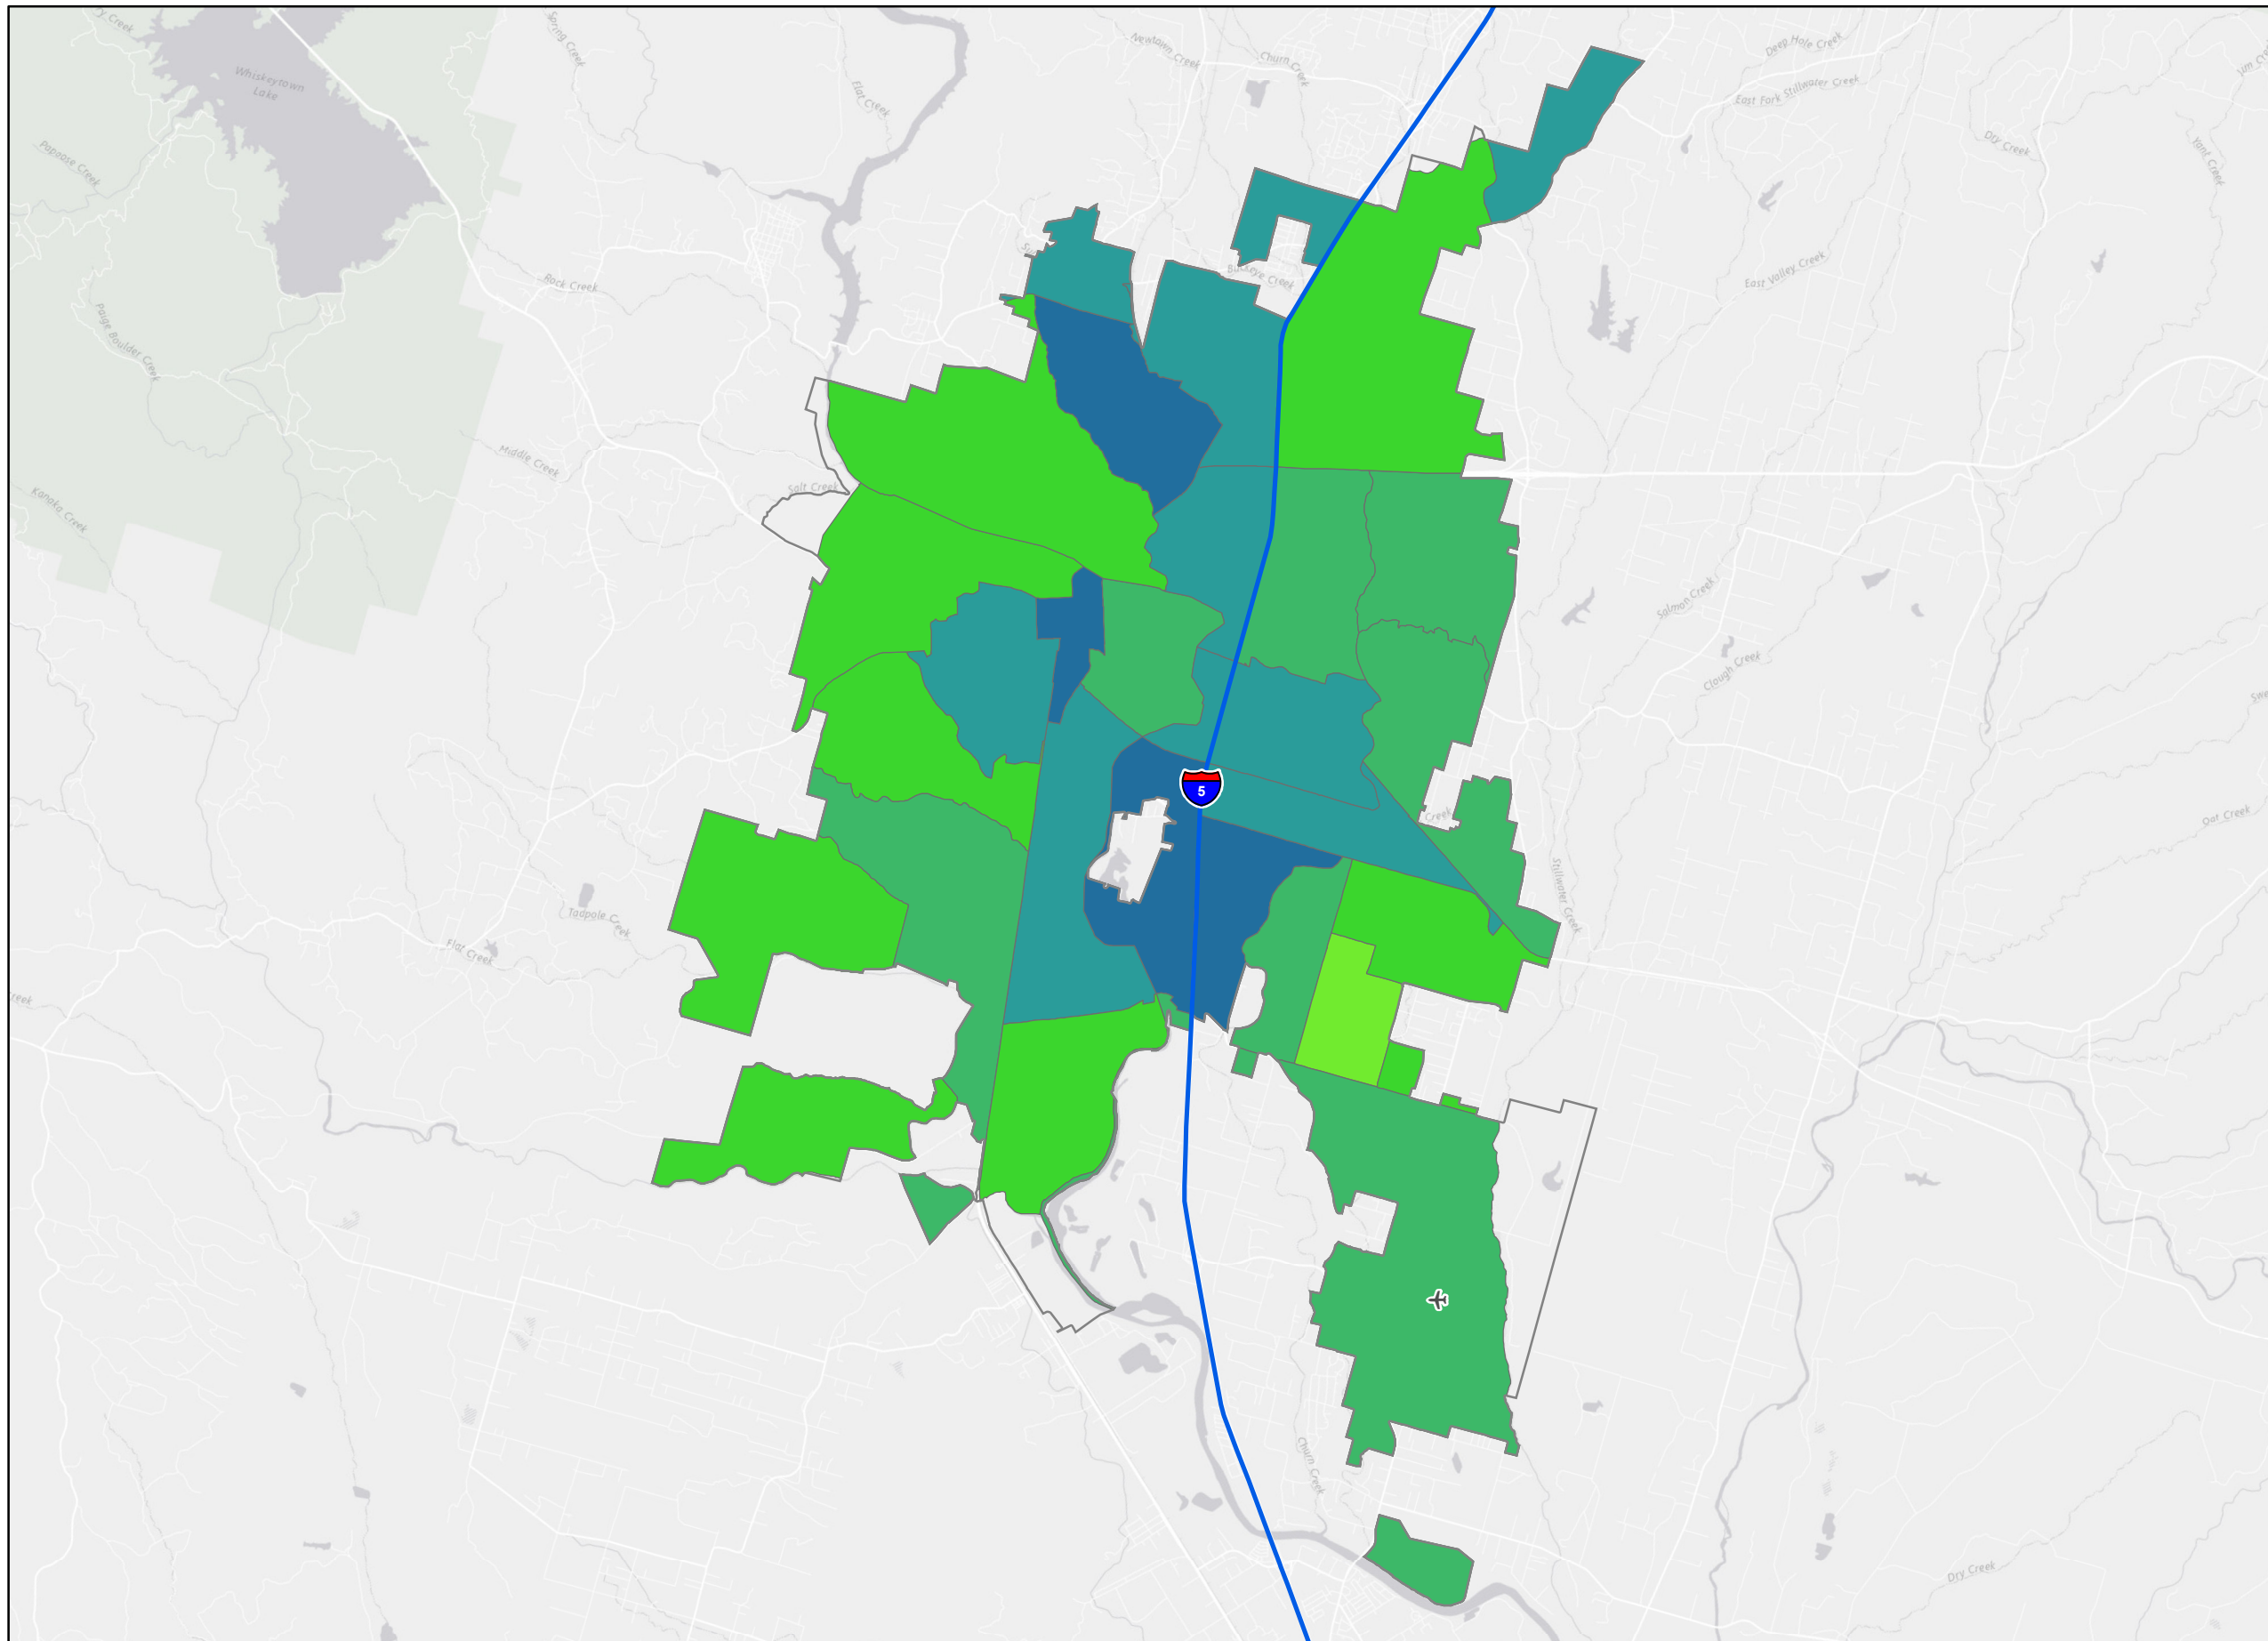 Spring Creek
Newtown Creek
Churn Creek
Deep Hole Creek
East Fork Stillwater Creek
Whiskeytown
Lake
Flat Creek
Dry Creek
Yant Creek
Papoose Creek
Buckeye Creek
East Valley Creek
Rock Creek
Paige Boulder Creek
Middle Creek
Salt Creek
Kanaka Creek
Salmon Creek
Clough Creek
5
Creek
Oat Creek
Stillwater Creek
Tadpole Creek
Flat Creek
Churn Creek
Dry Creek